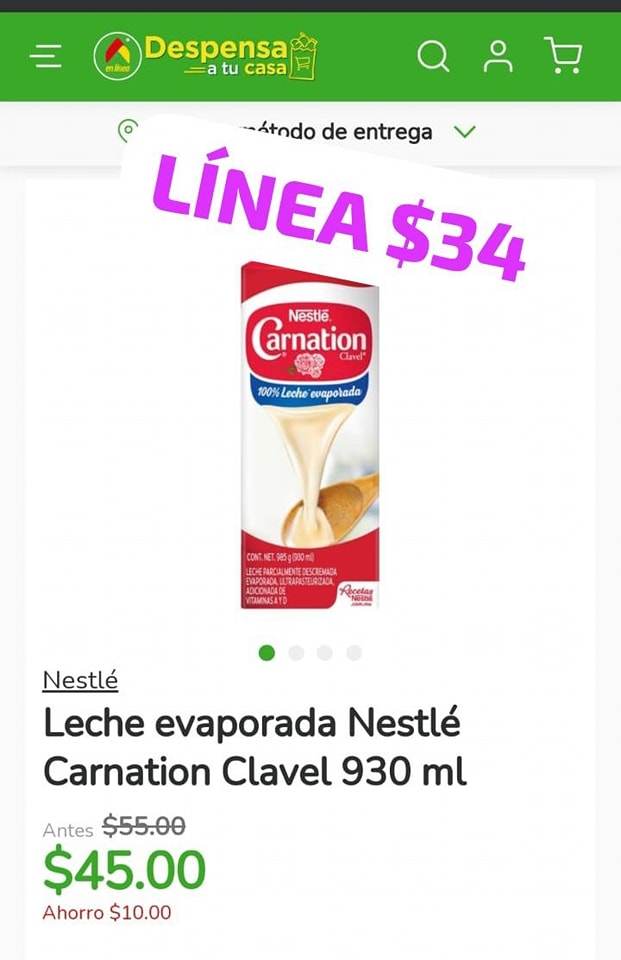 en línea
Despensa
a tu casa
método de entrega
LÍNEA $34
Nestlé.
Carnation
Clavel®
100% Leche evaporada
CONT. NET. 985 g (930 ml)
LECHE PARCIALMENTE DESCREMADA
EVAPORADA, ULTRAPASTEURIZADA,
ADICIONADA DE
VITAMINAS A Y D
Recetas
Nestlé
Nestlé
Leche evaporada Nestlé
Carnation Clavel 930 ml
Antes $55.00
$45.00
Ahorro $10.00